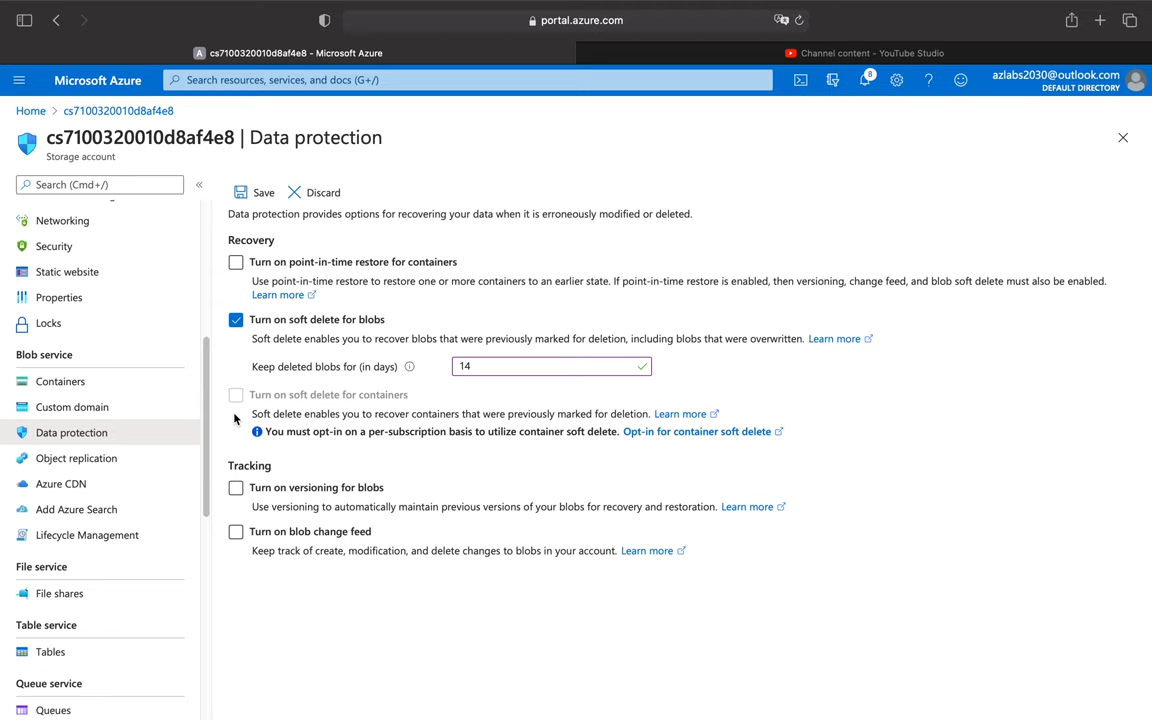 portal.azure.com
A cs7100320010d8af4e8 - Microsoft Azure
Channel content - YouTube Studio
Microsoft Azure
Search resources, services, and docs (G+/)
8
?
azlabs2030@outlook.com
DEFAULT DIRECTORY
Home > cs7100320010d8af4e8
cs7100320010d8af4e8 | Data protection
Storage account
Search (Cmd+/)
«
Networking
Security
Static website
Properties
Locks
Blob service
Containers
Custom domain
Data protection
Object replication
Azure CDN
Add Azure Search
Lifecycle Management
File service
File shares
Table service
Tables
Queue service
Queues
Save
Discard
Data protection provides options for recovering your data when it is erroneously modified or deleted.
Recovery
Turn on point-in-time restore for containers
Use point-in-time restore to restore one or more containers to an earlier state. If point-in-time restore is enabled, then versioning, change feed, and blob soft delete must also be enabled.
Learn more
Turn on soft delete for blobs
Soft delete enables you to recover blobs that were previously marked for deletion, including blobs that were overwritten. Learn more
Keep deleted blobs for (in days)
14
Turn on soft delete for containers
Soft delete enables you to recover containers that were previously marked for deletion. Learn more
You must opt-in on a per-subscription basis to utilize container soft delete. Opt-in for container soft delete
Tracking
Turn on versioning for blobs
Use versioning to automatically maintain previous versions of your blobs for recovery and restoration. Learn more
Turn on blob change feed
Keep track of create, modification, and delete changes to blobs in your account. Learn more